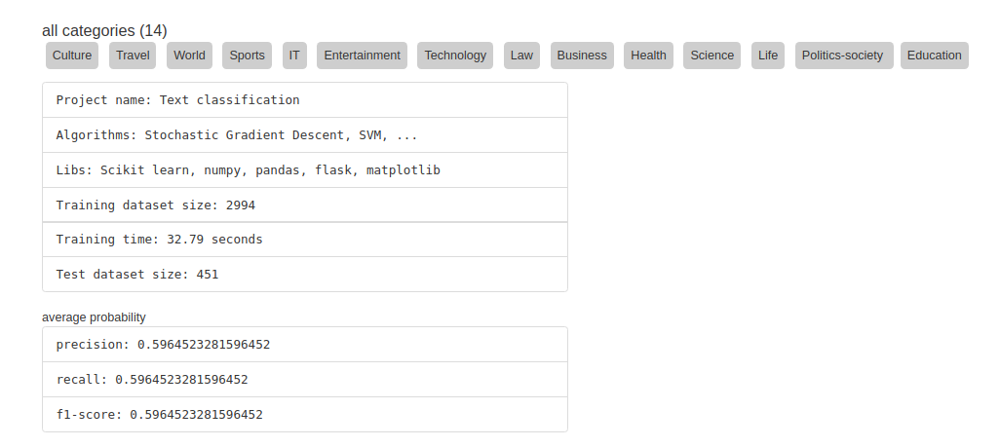 all categories (14)
Culture Travel World Sports IT Entertainment Technology Law Business Health Science Life Politics-society Education
Project name: Text classification
Algorithms: Stochastic Gradient Descent, SVM, ...
Libs: Scikit learn, numpy, pandas, flask, matplotlib
Training dataset size: 2994
Training time: 32.79 seconds
Test dataset size: 451
average probability
precision: 0.5964523281596452
recall: 0.5964523281596452
f1-score: 0.5964523281596452